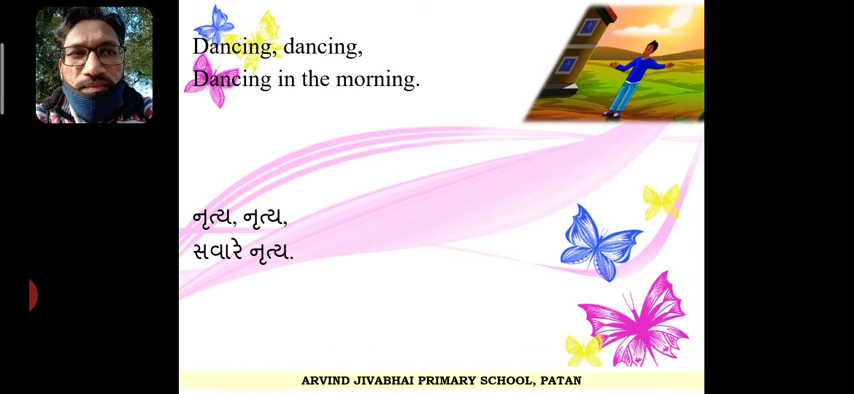 Dancing, dancing,
Dancing in the morning.
નૃત્ય, નૃત્ય,
સવારે નૃત્ય.
ARVIND JIVABHAI PRIMARY SCHOOL, PATAN